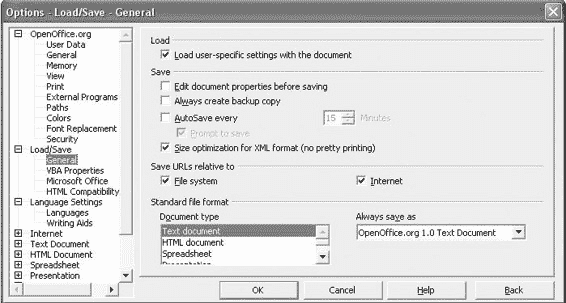 Options - Load/Save - General
OpenOffice.org
User Data
General
Memory
View
Print
External Programs
Paths
Colors
Font Replacement
Security
Load/Save
General
VBA Properties
Microsoft Office
HTML Compatibility
Language Settings
Languages
Writing Aids
Internet
Text Document
HTML Document
Spreadsheet
Presentation
Load
Load user-specific settings with the document
Save
Edit document properties before saving
Always create backup copy
AutoSave every 15 Minutes
Prompt to save
Size optimization for XML format (no pretty printing)
Save URLs relative to
File system Internet
Standard file format
Document type Always save as
Text document OpenOffice.org 1.0 Text Document
HTML document
Spreadsheet
Presentation
OK Cancel Help Back